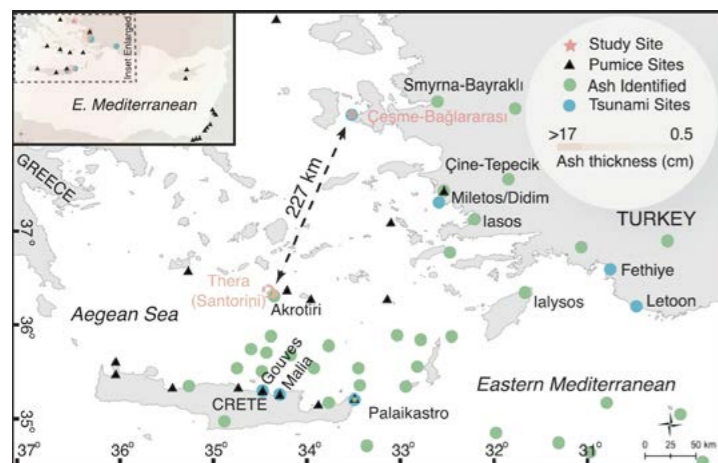 Inset Enlarged
E. Mediterranean
Study Site
Pumice Sites
Ash Identified
Tsunami Sites
>17 0.5
Ash thickness (cm)
Smyrna-Bayraklı
Çeşme-Bağlararası
GREECE
227 km
Çine-Tepecik
Miletos/Didim
Iasos
TURKEY
37°
Thera
(Santorini)
Akrotiri
Fethiye
Ialysos
Letoon
Aegean Sea
36°
Gouves
Malia
CRETE
Palaikastro
Eastern Mediterranean
35°
37° 36° 35° 34° 33° 32° 31°
0 25 50 km